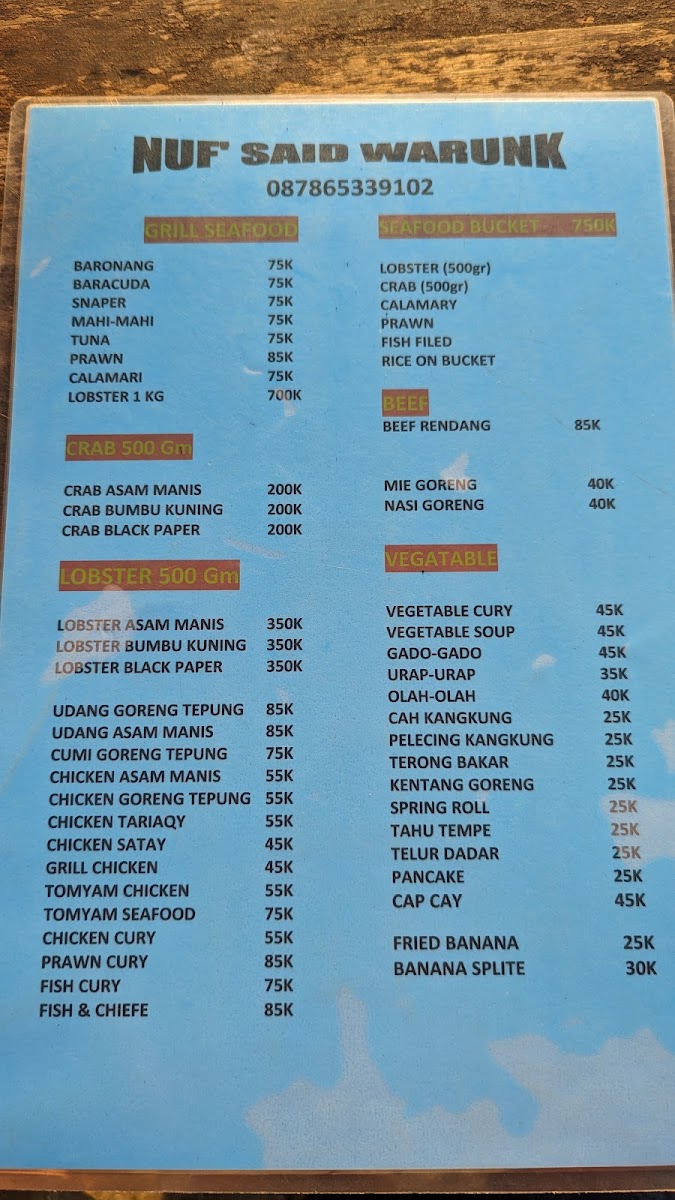 NUF' SAID WARUNK
087865339102
GRILL SEAFOOD
BARONANG 75K
BARACUDA 75K
SNAPER 75K
MAHI-MAHI 75K
TUNA 75K
PRAWN 85K
CALAMARI 75K
LOBSTER 1 KG 700K
CRAB 500 Gm
CRAB ASAM MANIS 200K
CRAB BUMBU KUNING 200K
CRAB BLACK PAPER 200K
LOBSTER 500 Gm
LOBSTER ASAM MANIS 350K
LOBSTER BUMBU KUNING 350K
LOBSTER BLACK PAPER 350K
UDANG GORENG TEPUNG 85K
UDANG ASAM MANIS 85K
CUMI GORENG TEPUNG 75K
CHICKEN ASAM MANIS 55K
CHICKEN GORENG TEPUNG 55K
CHICKEN TARIAQY 55K
CHICKEN SATAY 45K
GRILL CHICKEN 45K
TOMYAM CHICKEN 55K
TOMYAM SEAFOOD 75K
CHICKEN CURY 55K
PRAWN CURY 85K
FISH CURY 75K
FISH & CHIEFE 85K
SEAFOOD BUCKET 750K
LOBSTER (500gr)
CRAB (500gr)
CALAMARY
PRAWN
FISH FILED
RICE ON BUCKET
BEEF
BEEF RENDANG 85K
MIE GORENG 40K
NASI GORENG 40K
VEGATABLE
VEGETABLE CURY 45K
VEGETABLE SOUP 45K
GADO-GADO 45K
URAP-URAP 35K
OLAH-OLAH 40K
CAH KANGKUNG 25K
PELECING KANGKUNG 25K
TERONG BAKAR 25K
KENTANG GORENG 25K
SPRING ROLL 25K
TAHU TEMPE 25K
TELUR DADAR 25K
PANCAKE 25K
CAP CAY 45K
FRIED BANANA 25K
BANANA SPLITE 30K